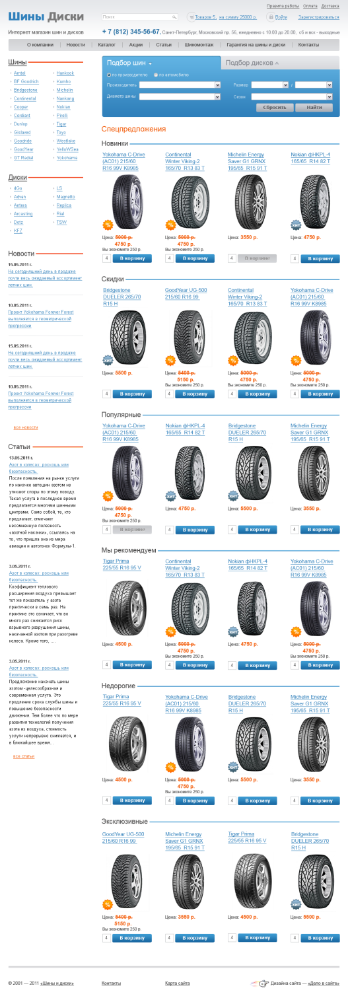 Правила работы Оплата Доставка
Шины Диски
Поиск
Товаров 5, на сумму 25000 р.
Войти
Зарегистрироваться
Интернет магазин шин и дисков
+ 7 (812) 345-56-67, Санкт-Петербург, Московский пр. 56, ежедневно с 10.00 до 20.00, сб и вск - выходные
О компании Новости Каталог Акции Статьи Шиномонтаж Гарантия на шины и диски Контакты
Шины
Amtel Hankook
BF Goodrich Kumho
Bridgestone Michelin
Continental Nankang
Cooper Nokian
Cordiant Pirelli
Dunlop Tigar
Gislaved Toyo
Goodride Westlake
GoodYear YelloWSea
GT Radial Yokohama
Диски
4Go LS
Advan Magnetto
Antera Replica
Arcasting Rial
Dotz TSW
KFZ
Новости
15.05.2011 г.
На сегодняшний день в продаже
почти весь ожидаемый ассортимент
летних шин.
10.05.2011 г.
Проект Yokohama Forever Forest
выполняется в геометрической
прогрессии
15.05.2011 г.
На сегодняшний день в продаже
почти весь ожидаемый ассортимент
летних шин.
10.05.2011 г.
Проект Yokohama Forever Forest
выполняется в геометрической
прогрессии
все новости
Статьи
13.05.2011 г.
Азот в колесах: роскошь или
безопасность.
После появления на рынке услуги
по накачке автошин азотом не
утихают споры по этому поводу.
Такая услуга в последнее время
предлагается многими шинными
центрами. Само собой, те, кто
предлагает, отмечают
несомненную полезность
«азотной накачки», ссылаясь на
то, что пришла она из мира
авиации и автогонок Формулы-1.
3.05.2011 г.
Азот в колесах: роскошь или
безопасность.
Коэффициент теплового
расширения воздуха превышает
тот же показатель у азота
практически в семь раз. На
практике это означает, что во
много раз снижается риск
взрывного разрушения шины,
накачанной азотом при разогреве
колеса. Кроме того, ....
3.05.2011 г.
Азот в колесах: роскошь или
безопасность.
Предложение накачать шины
азотом -целесообразная и
современная услуга. Это
продление срока службы шины и
повышение безопасности
движения. Тем более что по мере
развития технологий получения
азота из воздуха, стоимость
услуги непрерывно снижается, и
в ближайшее время...
все статьи
Подбор шин Подбор дисков
по производителю по автомобилю
Производитель Размер /
Диаметр шины Сезон
Сбросить Найти
Спецпредложения
Новинки
Yokohama C-Drive
(AC01) 215/60
R16 99V K8985
Continental
Winter Viking-2
165/70 R13 83 T
Michelin Energy
Saver G1 GRNX
195/65 R15 91 T
Nokian фHKPL-4
165/65 R14 82 T
% % ХИТ
Цена: 5000 р. Цена: 5000 р. Цена: 3550 р. Цена: 4750 р.
4750 р. 4750 р.
Вы экономите 250 р. Вы экономите 250 р.
4 В корзину 4 В корзину 4 В корзине 4 В корзину
Скидки
Bridgestone
DUELER 265/70
R15 H
GoodYear UG-500
215/60 R16 99
Continental
Winter Viking-2
165/70 R13 83 T
Yokohama C-Drive
(AC01) 215/60
R16 99V K8985
ХИТ % % %
Цена: 5500 р. Цена: 5400 р. Цена: 5000 р. Цена: 5000 р.
5150 р. 4750 р. 4750 р.
Вы экономите 250 р. Вы экономите 250 р. Вы экономите 250 р.
4 В корзину 4 В корзину 4 В корзину 4 В корзину
Популярные
Yokohama C-Drive
(AC01) 215/60
R16 99V K8985
Nokian фHKPL-4
165/65 R14 82 T
Bridgestone
DUELER 265/70
R15 H
Michelin Energy
Saver G1 GRNX
195/65 R15 91 T
% ХИТ ХИТ
Цена: 5000 р. Цена: 4750 р. Цена: 5500 р. Цена: 3550 р.
4750 р.
Вы экономите 250 р.
4 В корзине 4 В корзину 4 В корзину 4 В корзину
Мы рекомендуем
Tigar Prima
225/55 R16 95 V
Continental
Winter Viking-2
165/70 R13 83 T
Nokian фHKPL-4
165/65 R14 82 T
Yokohama C-Drive
(AC01) 215/60
R16 99V K8985
% ХИТ %
Цена: 4500 р. Цена: 5000 р. Цена: 4750 р. Цена: 5000 р.
4750 р. 4750 р.
Вы экономите 250 р. Вы экономите 250 р.
4 В корзину 4 В корзину 4 В корзину 4 В корзину
Недорогие
Tigar Prima
225/55 R16 95 V
Yokohama C-Drive
(AC01) 215/60
R16 99V K8985
Bridgestone
DUELER 265/70
R15 H
Michelin Energy
Saver G1 GRNX
195/65 R15 91 T
% ХИТ
Цена: 4500 р. Цена: 5000 р. Цена: 5500 р. Цена: 3550 р.
4750 р.
Вы экономите 250 р.
4 В корзину 4 В корзину 4 В корзину 4 В корзину
Эксклюзивные
GoodYear UG-500
215/60 R16 99
Michelin Energy
Saver G1 GRNX
195/65 R15 91 T
Tigar Prima
225/55 R16 95 V
Bridgestone
DUELER 265/70
R15 H
% ХИТ
Цена: 5400 р. Цена: 3550 р. Цена: 4500 р. Цена: 5500 р.
5150 р.
Вы экономите 250 р.
4 В корзину 4 В корзину 4 В корзину 4 В корзину
© 2001 — 2011 «Шины и диски» Контакты Карта сайта Дизайна сайта — «Дело в сайте»